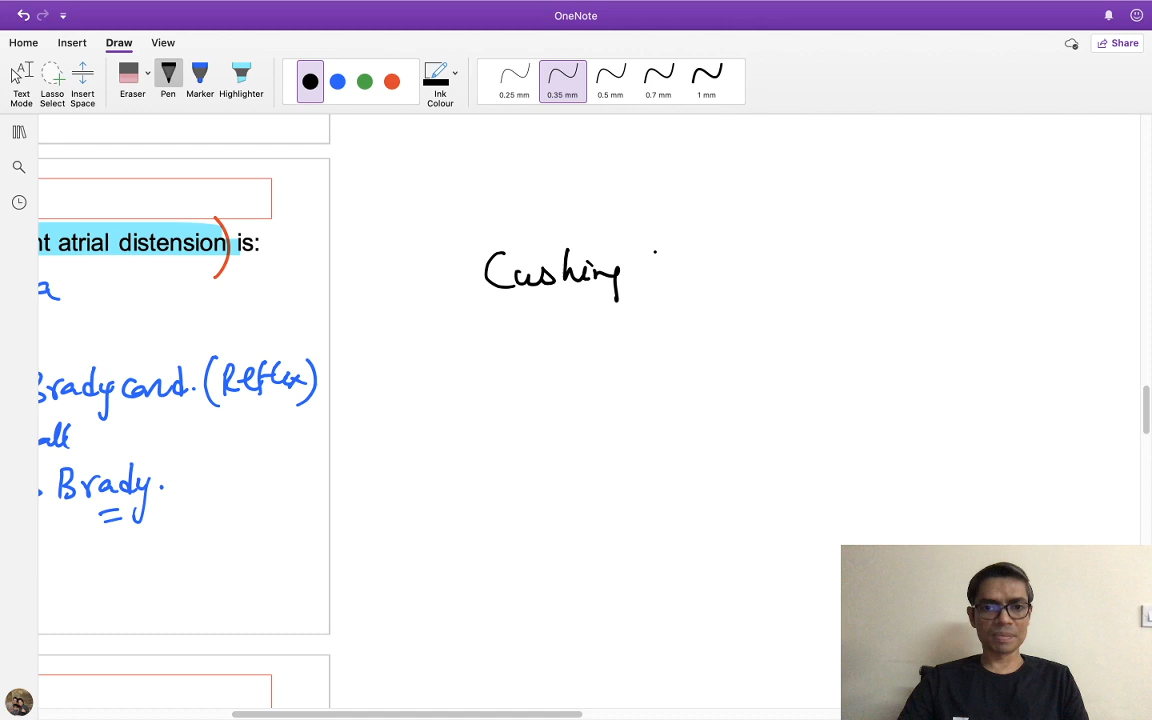 OneNote
Home Insert Draw View
Share
Text Mode
Lasso Select
Insert Space
Eraser
Pen
Marker
Highlighter
Ink Colour
0.25 mm 0.35 mm 0.5 mm 0.7 mm 1 mm
nt atrial distension) is:
Cushing
Bradycard. (Reflex)
Brady.